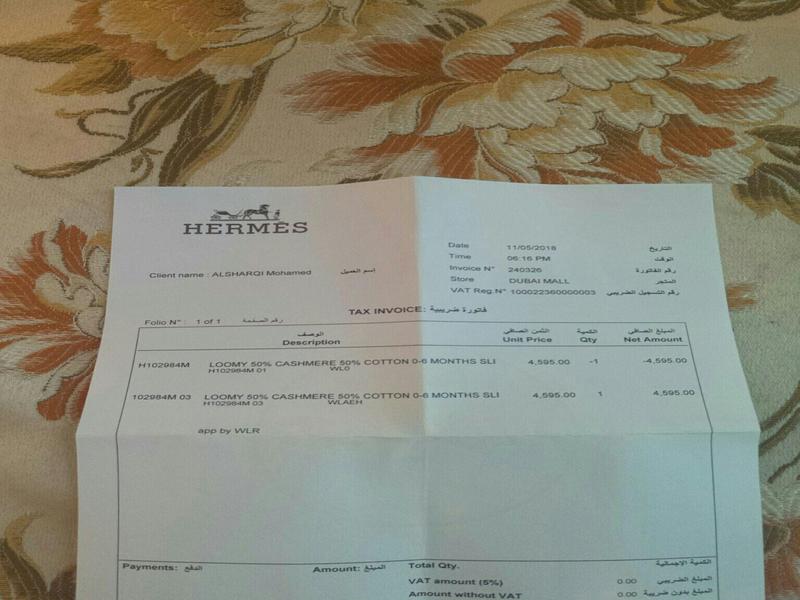 HERMÈS
Date 11/05/2018 التاريخ
Time 06:16 PM الوقت
Invoice N° 240326 رقم الفاتورة
Store DUBAI MALL المتجر
VAT Reg.N° 100022360000003 رقم التسجيل الضريبي
Client name : ALSHARQI Mohamed إسم العميل
TAX INVOICE: فاتورة ضريبية
Folio N° : 1 of 1 رقم الصفحة
الوصف الثمن الصافي الكمية المبلغ الصافي
Description Unit Price Qty Net Amount
H102984M LOOMY 50% CASHMERE 50% COTTON 0-6 MONTHS SLI 4,595.00 -1 -4,595.00
H102984M 01 WL0
102984M 03 LOOMY 50% CASHMERE 50% COTTON 0-6 MONTHS SLI 4,595.00 1 4,595.00
H102984M 03 WLAEH
app by WLR
Payments: الدفع Amount: المبلغ Total Qty. الكمية الإجمالية
VAT amount (5%) 0.00 المبلغ الضريبي
Amount without VAT 0.00 المبلغ بدون ضريبة